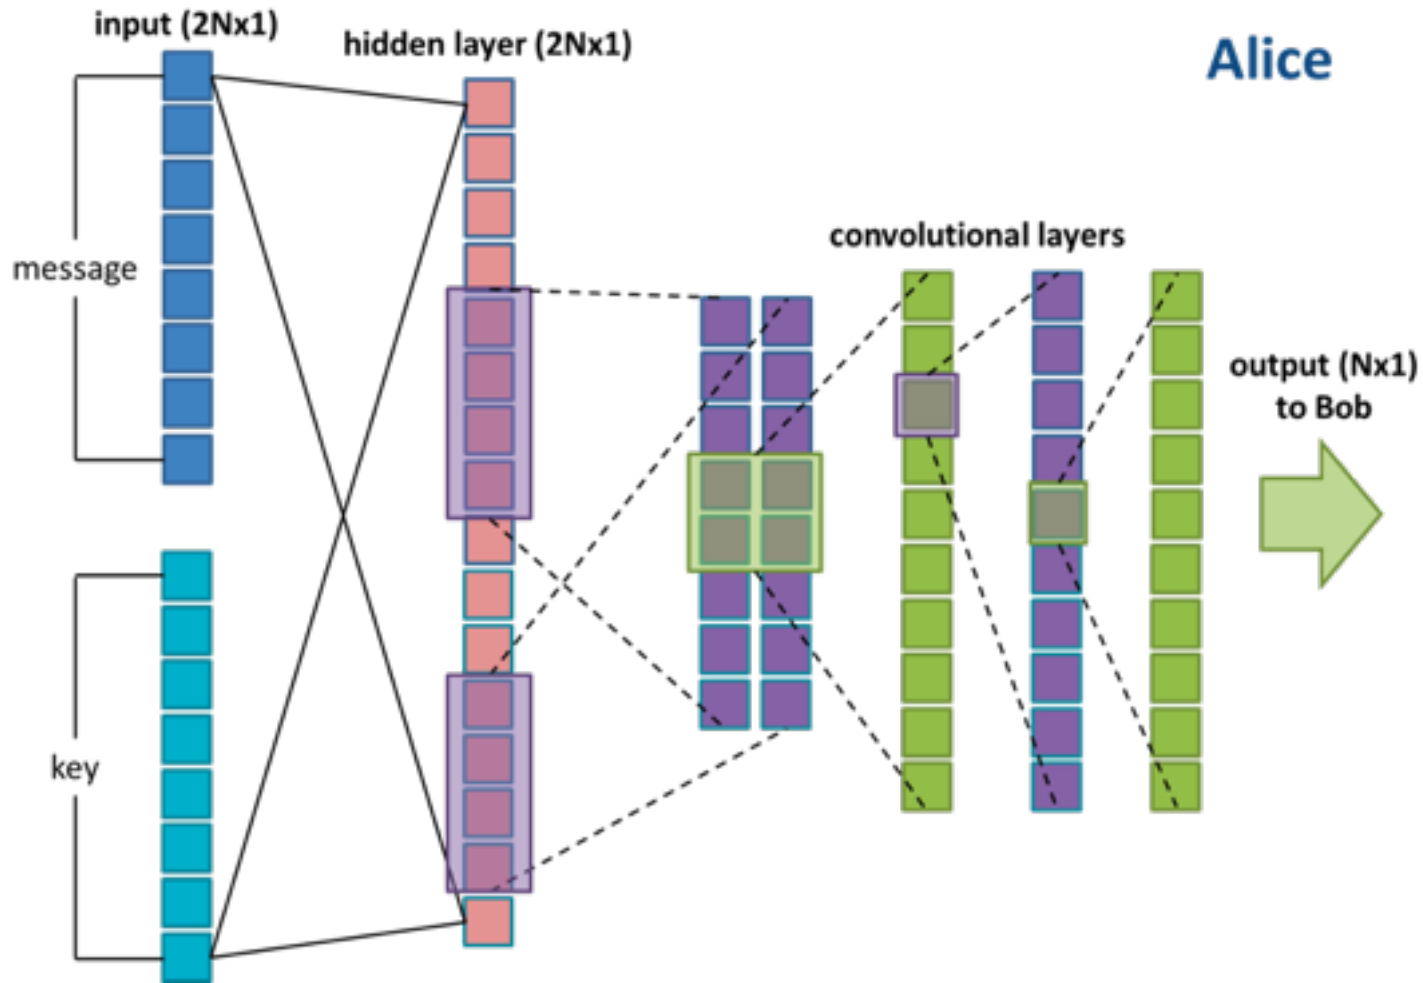 input (2Nx1)
hidden layer (2Nx1)
Alice
message
convolutional layers
output (Nx1)
to Bob
key